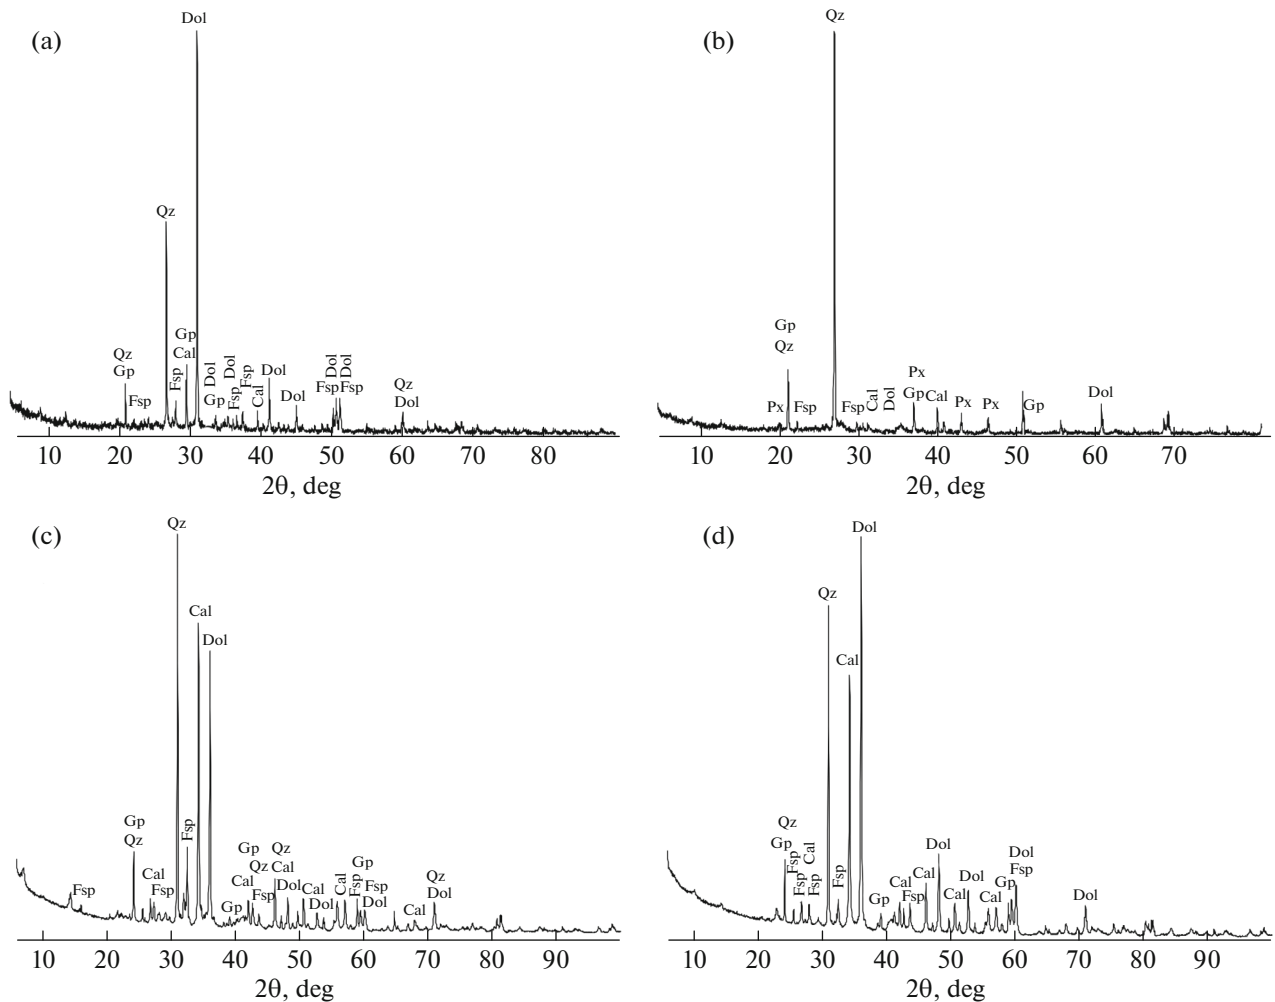 (a)
Dol
Qz
Qz
Gp
Fsp
Fsp
Gp
Cal
Dol
Gp
Dol
Fsp
Fsp
Cal
Dol
Dol
Fsp
Dol
Dol
Fsp
Qz
Dol
10 20 30 40 50 60 70 80
2θ, deg
(b)
Qz
Gp
Qz
Px
Fsp
Fsp
Cal
Dol
Px
Gp
Cal
Px
Px
Gp
Dol
10 20 30 40 50 60 70
2θ, deg
(c)
Qz
Cal
Dol
Fsp
Gp
Qz
Cal
Fsp
Fsp
Gp
Cal
Gp
Qz
Fsp
Qz
Cal
Dol
Cal
Dol
Cal
Fsp
Gp
Fsp
Dol
Cal
Qz
Dol
10 20 30 40 50 60 70 80 90
2θ, deg
(d)
Dol
Qz
Cal
Qz
Gp
Fsp
Fsp
Cal
Fsp
Fsp
Gp
Cal
Fsp
Cal
Dol
Cal
Dol
Cal
Gp
Dol
Fsp
Dol
10 20 30 40 50 60 70 80 90
2θ, deg